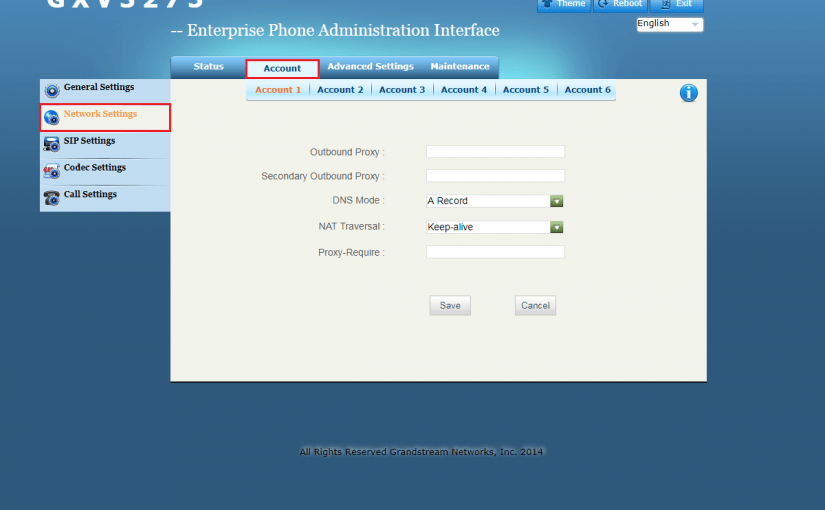 GXV3275
Theme Reboot Exit
-- Enterprise Phone Administration Interface
English
Status Account Advanced Settings Maintenance
General Settings
Account 1 Account 2 Account 3 Account 4 Account 5 Account 6
Network Settings
SIP Settings
Codec Settings
Call Settings
Outbound Proxy :
Secondary Outbound Proxy :
DNS Mode : A Record
NAT Traversal : Keep-alive
Proxy-Require :
Save Cancel
All Rights Reserved Grandstream Networks, Inc. 2014